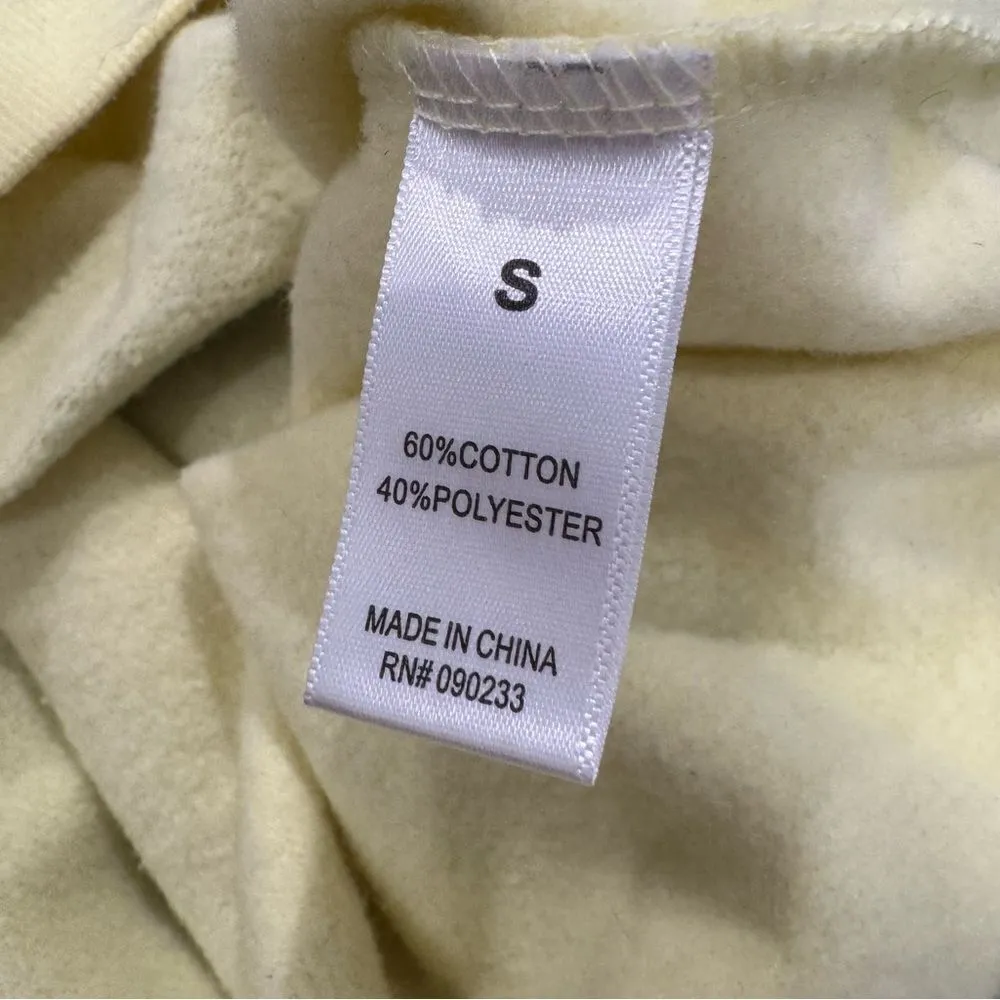 S
60%COTTON
40%POLYESTER
MADE IN CHINA
RN# 090233